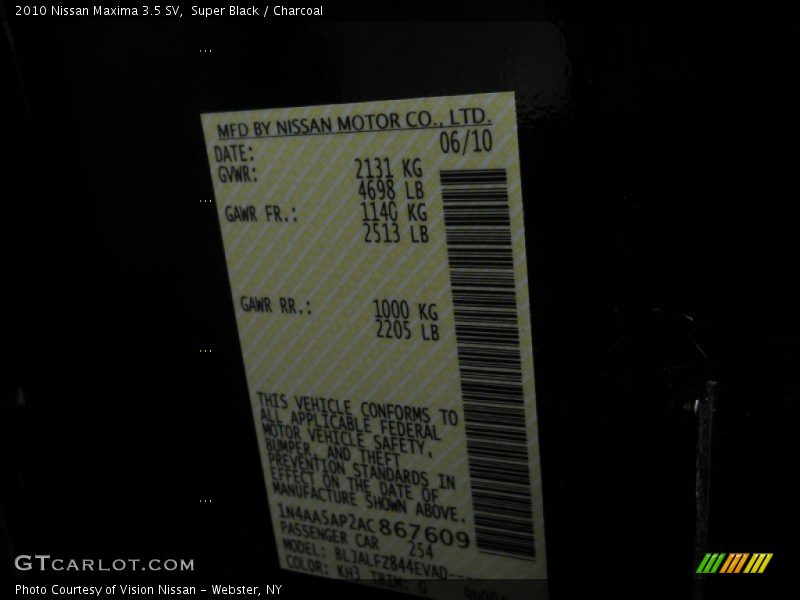 2010 Nissan Maxima 3.5 SV, Super Black / Charcoal
MFD BY NISSAN MOTOR CO., LTD.
DATE: 06/10
GVWR: 2131 KG
4698 LB
GAWR FR.: 1140 KG
2513 LB
GAWR RR.: 1000 KG
2205 LB
THIS VEHICLE CONFORMS TO
ALL APPLICABLE FEDERAL
MOTOR VEHICLE SAFETY,
BUMPER, AND THEFT
PREVENTION STANDARDS IN
EFFECT ON THE DATE OF
MANUFACTURE SHOWN ABOVE.
1N4AA5AP2AC867609
PASSENGER CAR 254
MODEL: BLJALFZ844EVAD---
COLOR: KH3 TRIM: G
GTCARLOT.COM
Photo Courtesy of Vision Nissan - Webster, NY